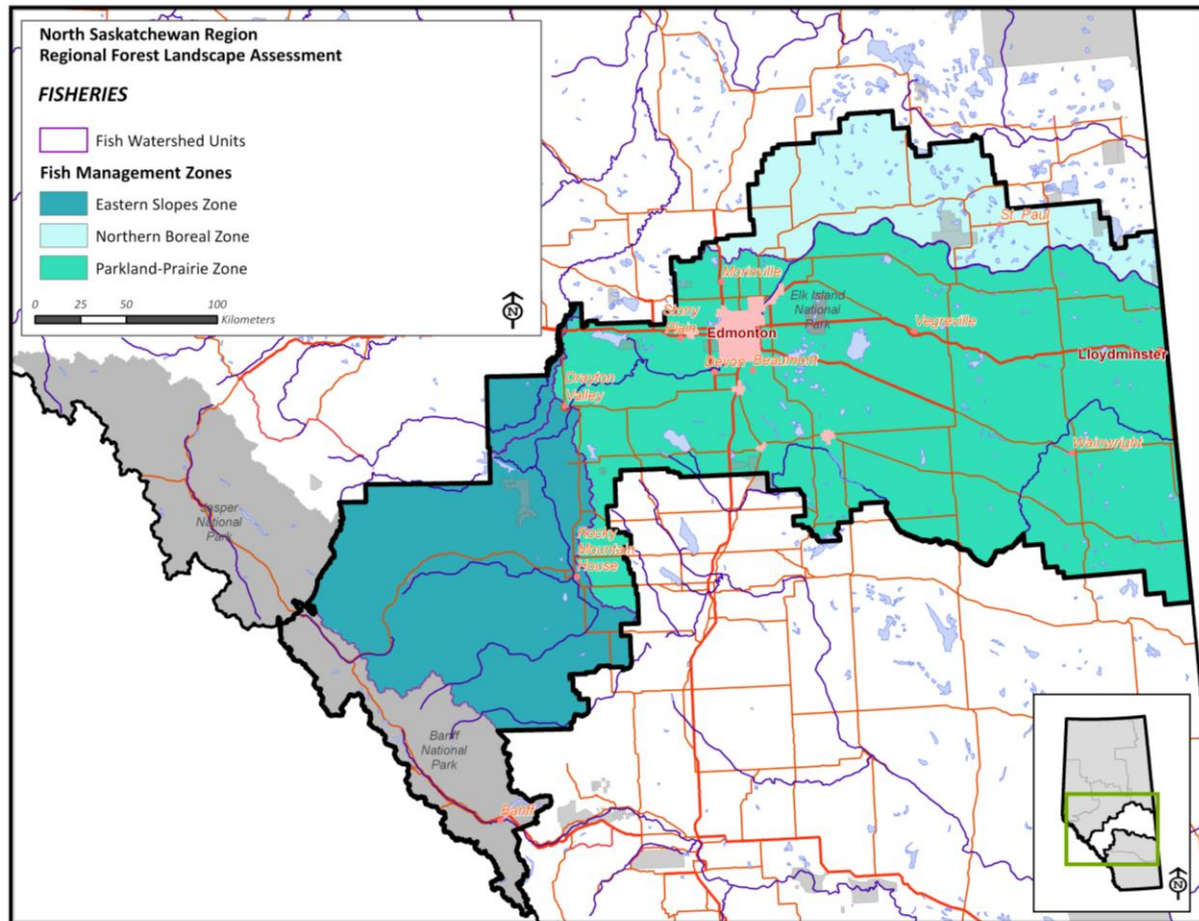 North Saskatchewan Region
Regional Forest Landscape Assessment
FISHERIES
Fish Watershed Units
Fish Management Zones
Eastern Slopes Zone
Northern Boreal Zone
Parkland-Prairie Zone
0 25 50 100
Kilometers
N
St. Paul
Morinville
Elk Island
National
Park
Stony
Plain
Edmonton
Vegreville
Lloydminster
Devon
Beaumont
Drayton
Valley
Wainwright
Jasper
National
Park
Rocky
Mountain
House
Banff
National
Park
Banff
N